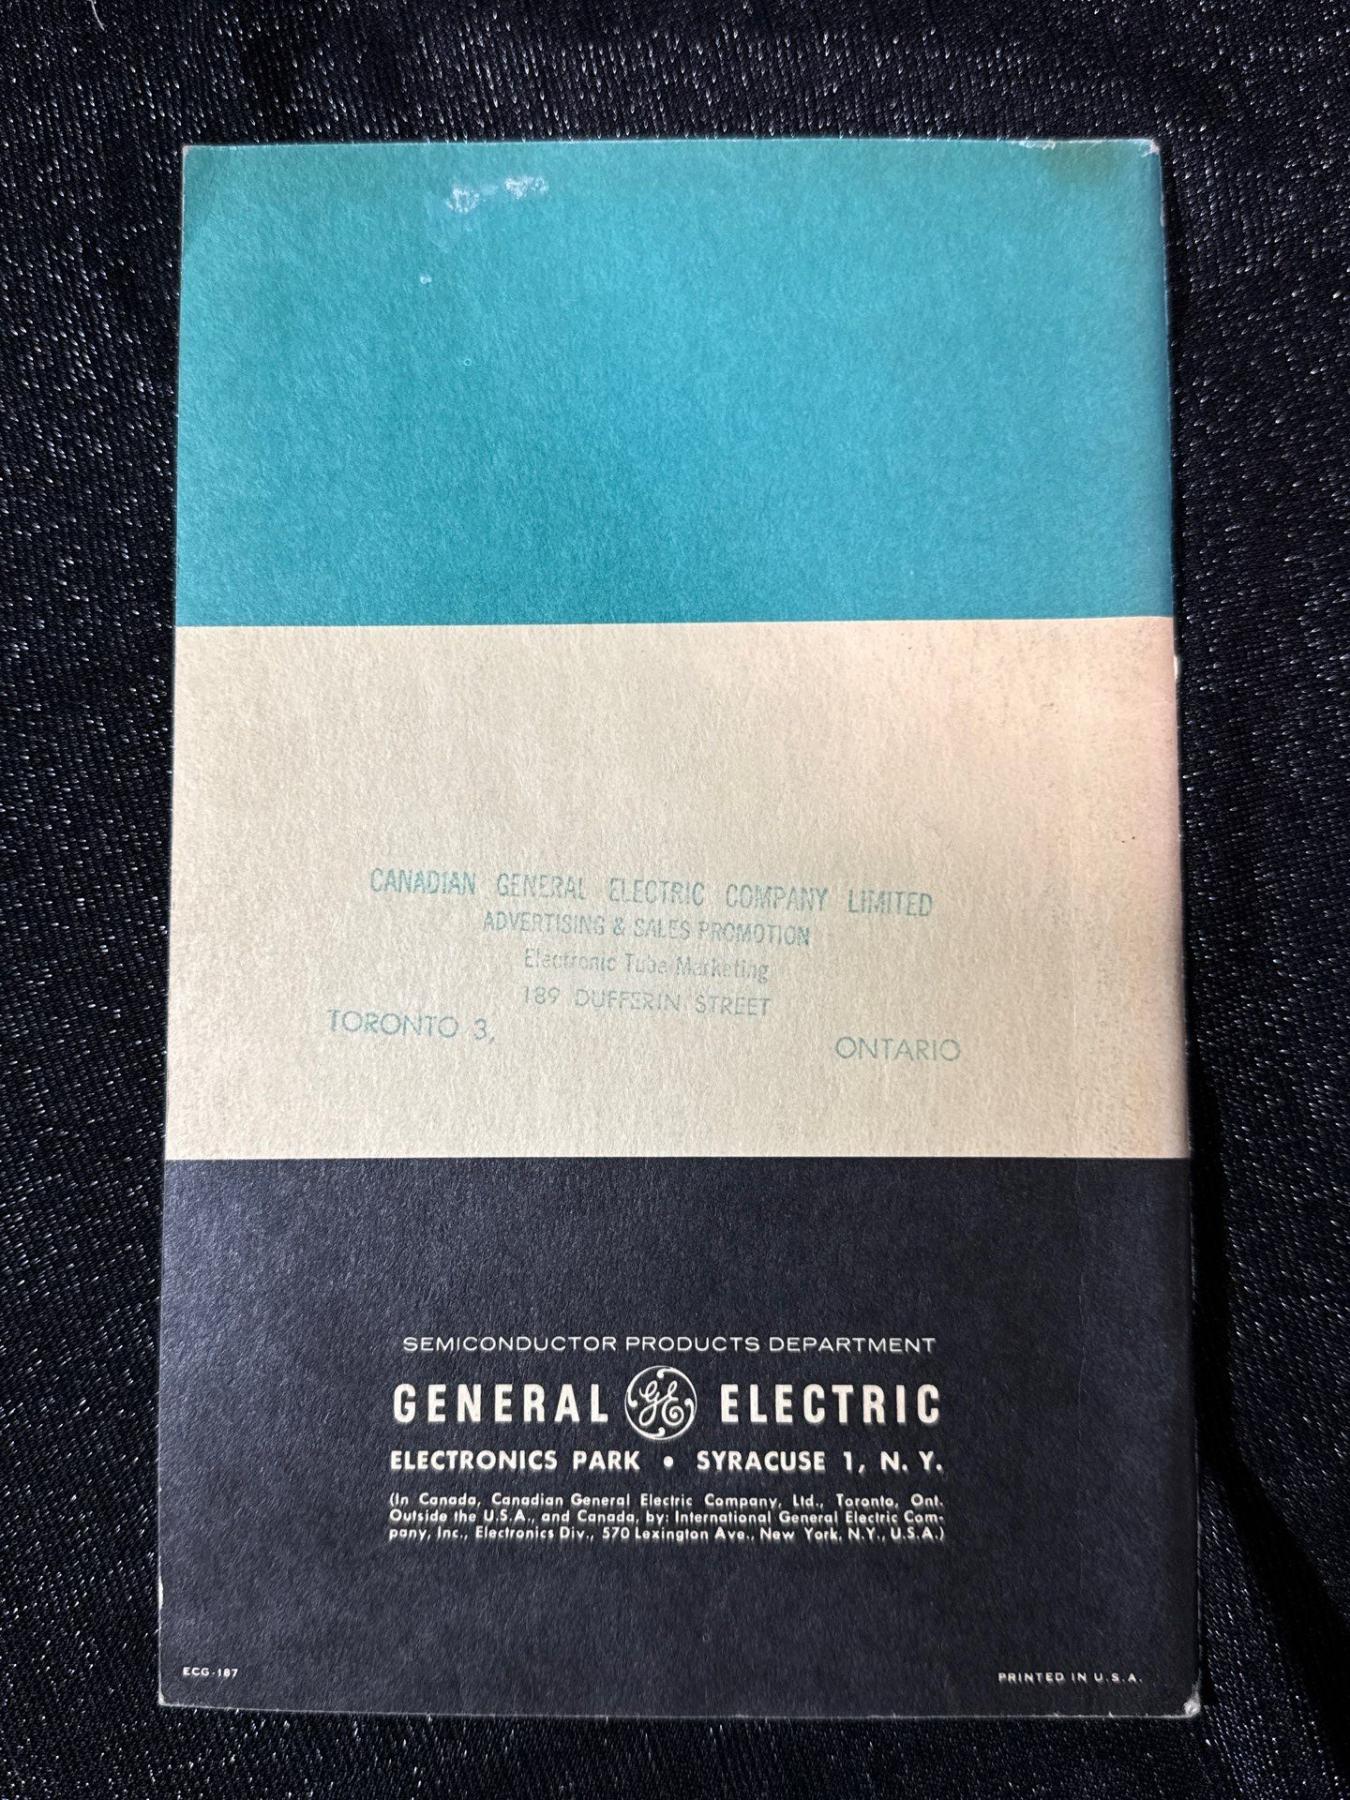 CANADIAN GENERAL ELECTRIC COMPANY LIMITED
ADVERTISING & SALES PROMOTION
Electronic Tube Marketing
189 DUFFERIN STREET
TORONTO 3, ONTARIO
SEMICONDUCTOR PRODUCTS DEPARTMENT
GENERAL GE ELECTRIC
ELECTRONICS PARK • SYRACUSE 1, N. Y.
(In Canada, Canadian General Electric Company, Ltd., Toronto, Ont.
Outside the U.S.A., and Canada, by: International General Electric Com-
pany, Inc., Electronics Div., 570 Lexington Ave., New York, N.Y., U.S.A.)
ECG-187 PRINTED IN U.S.A.